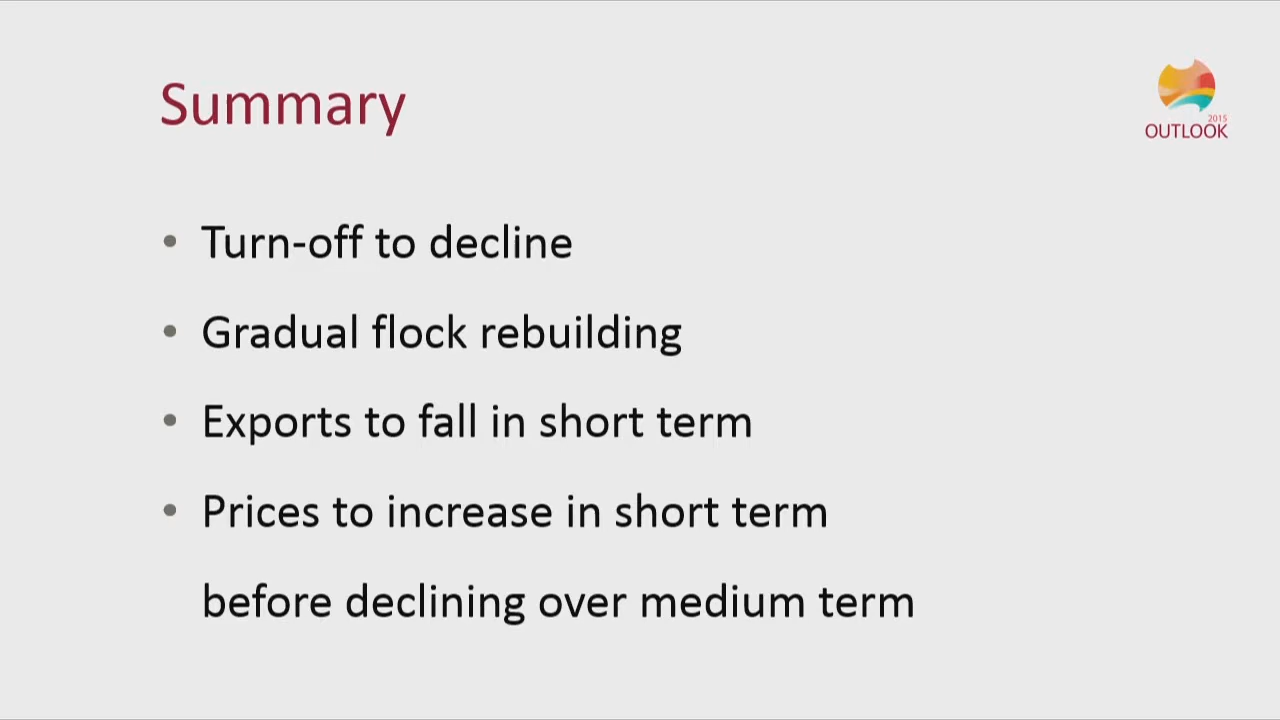 Summary
2015
OUTLOOK
• Turn-off to decline
• Gradual flock rebuilding
• Exports to fall in short term
• Prices to increase in short term
before declining over medium term